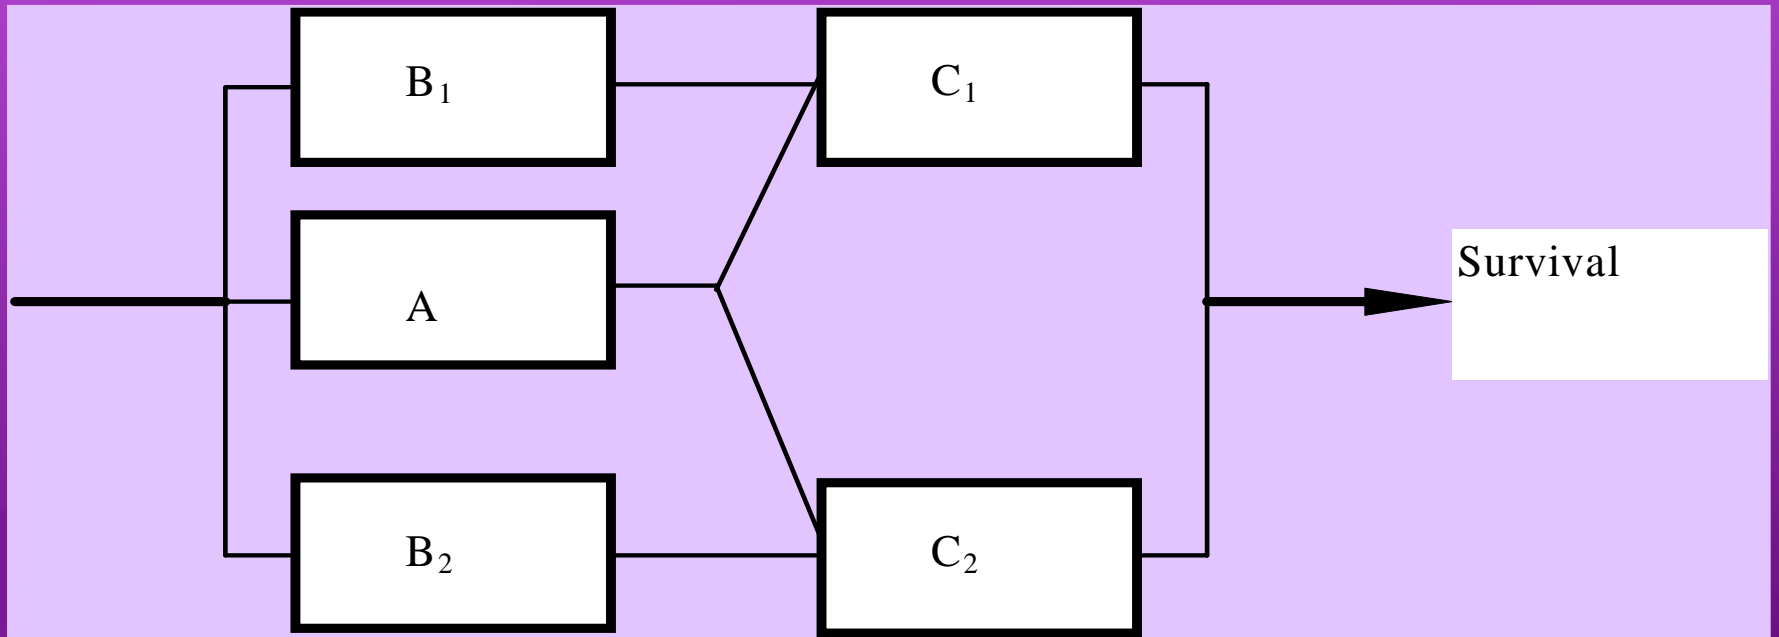 B₁
C₁
Survival
A
B₂
C₂